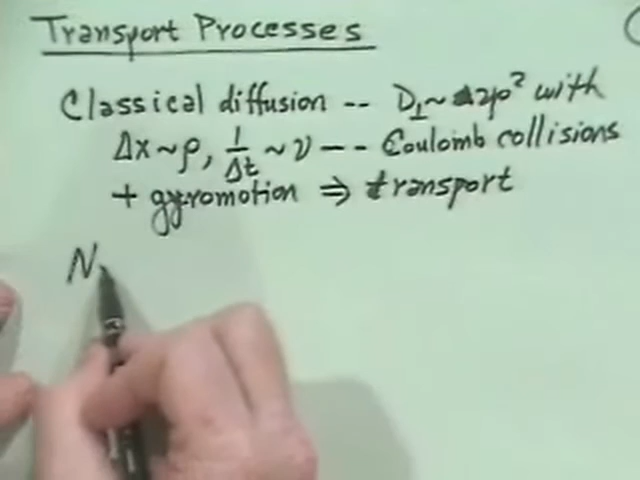 Transport Processes
Classical diffusion -- D⊥~νρ² with
Δx~ρ, 1/Δt ~ν -- Coulomb collisions
+ gyromotion ⇒ transport
N